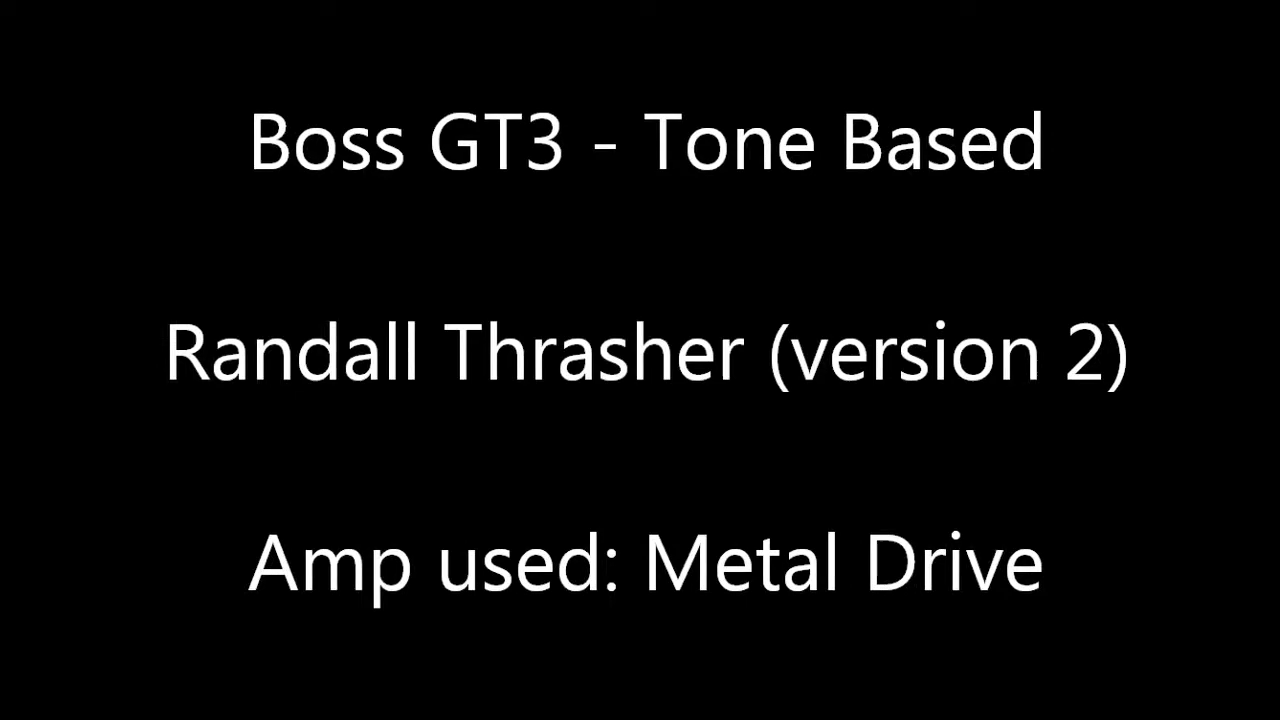 Boss GT3 - Tone Based
Randall Thrasher (version 2)
Amp used: Metal Drive